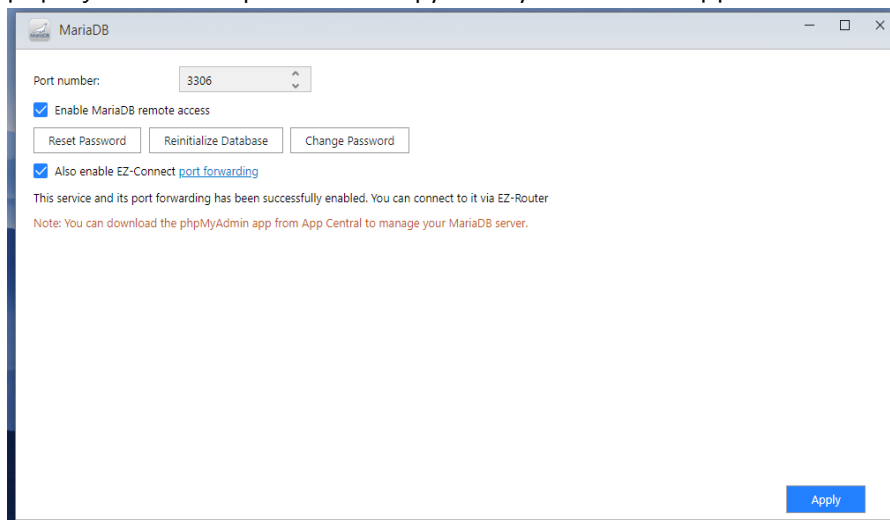 MariaDB
Port number: 3306
Enable MariaDB remote access
Reset Password Reinitialize Database Change Password
Also enable EZ-Connect port forwarding
This service and its port forwarding has been successfully enabled. You can connect to it via EZ-Router
Note: You can download the phpMyAdmin app from App Central to manage your MariaDB server.
Apply